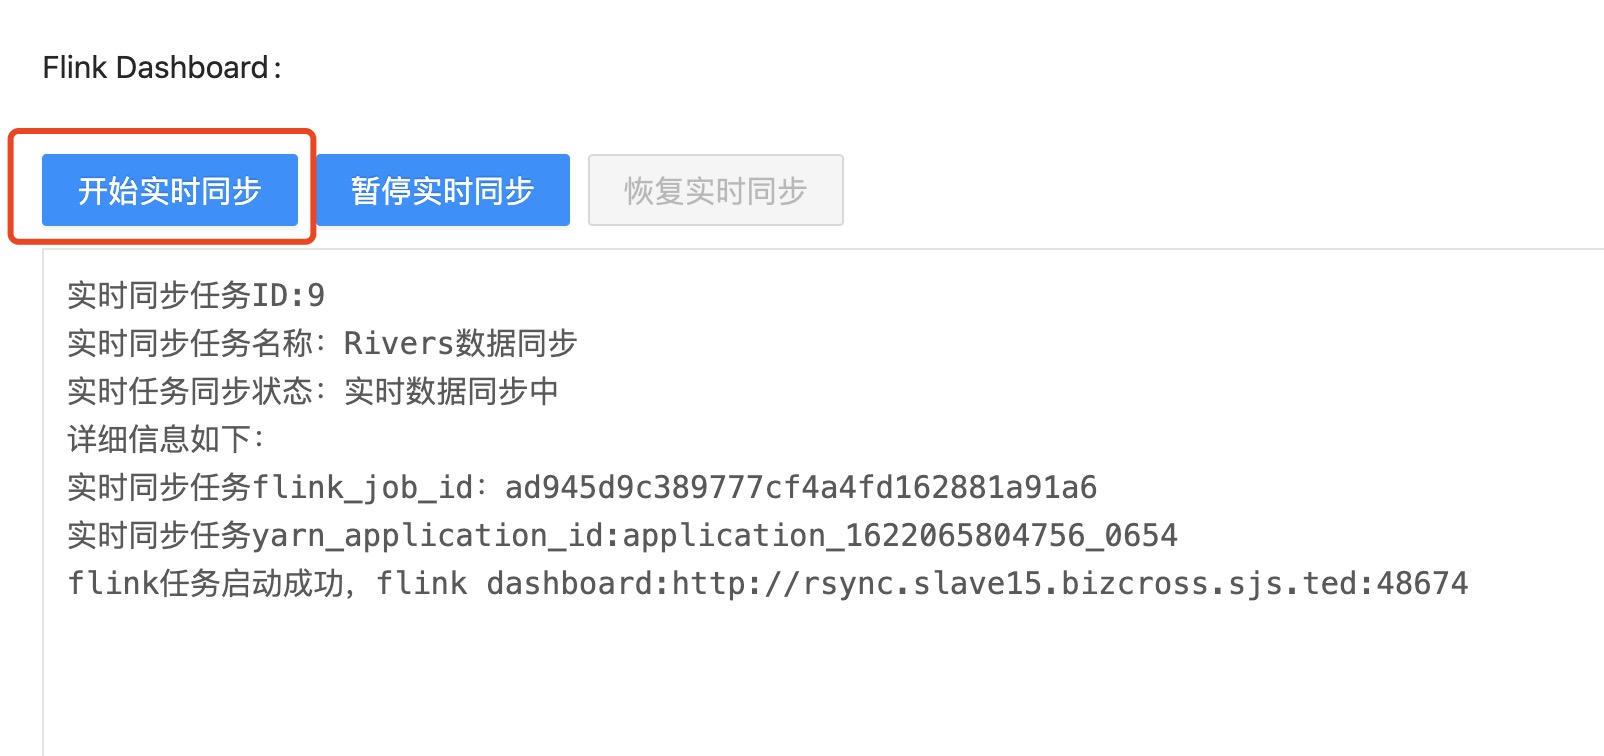 Flink Dashboard：
开始实时同步 暂停实时同步 恢复实时同步
实时同步任务ID:9
实时同步任务名称：Rivers数据同步
实时任务同步状态：实时数据同步中
详细信息如下：
实时同步任务flink_job_id：ad945d9c389777cf4a4fd162881a91a6
实时同步任务yarn_application_id:application_1622065804756_0654
flink任务启动成功，flink dashboard:http://rsync.slave15.bizcross.sjs.ted:48674